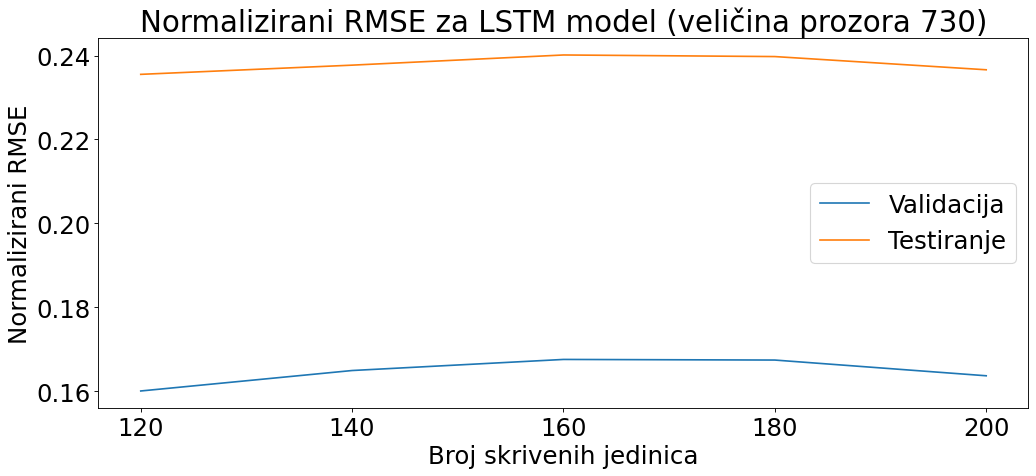 Normalizirani RMSE za LSTM model (veličina prozora 730)
Normalizirani RMSE
0.24
0.22
0.20
0.18
0.16
Validacija
Testiranje
120 140 160 180 200
Broj skrivenih jedinica